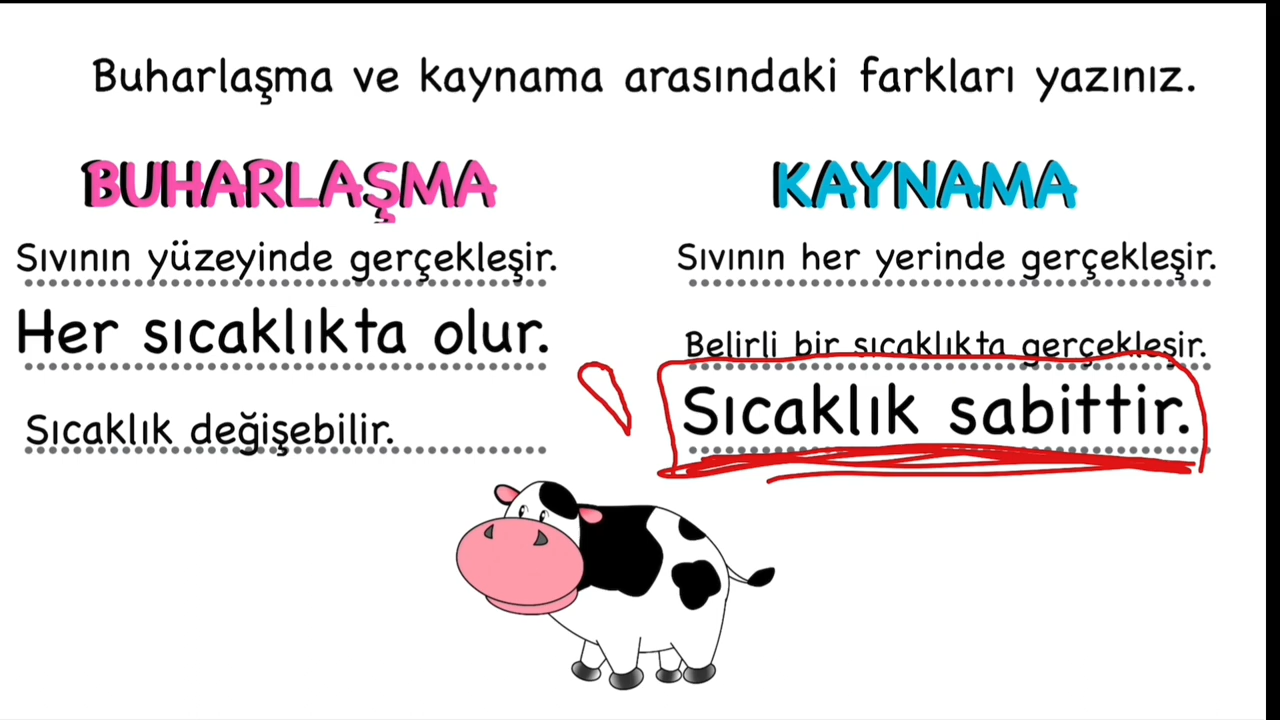 Buharlaşma ve kaynama arasındaki farkları yazınız.
BUHARLAŞMA
Sıvının yüzeyinde gerçekleşir.
Her sıcaklıkta olur.
Sıcaklık değişebilir.
KAYNAMA
Sıvının her yerinde gerçekleşir.
Belirli bir sıcaklıkta gerçekleşir.
Sıcaklık sabittir.